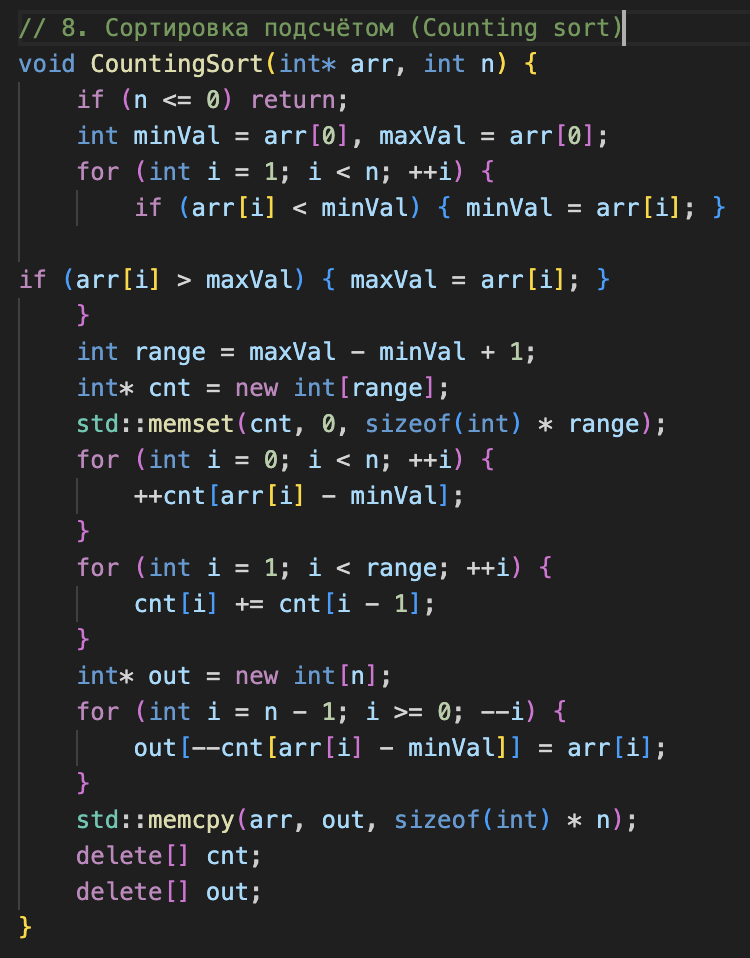 // 8. Сортировка подсчётом (Counting sort)
void CountingSort(int* arr, int n) {
    if (n <= 0) return;
    int minVal = arr[0], maxVal = arr[0];
    for (int i = 1; i < n; ++i) {
        if (arr[i] < minVal) { minVal = arr[i]; }

if (arr[i] > maxVal) { maxVal = arr[i]; }
    }
    int range = maxVal - minVal + 1;
    int* cnt = new int[range];
    std::memset(cnt, 0, sizeof(int) * range);
    for (int i = 0; i < n; ++i) {
        ++cnt[arr[i] - minVal];
    }
    for (int i = 1; i < range; ++i) {
        cnt[i] += cnt[i - 1];
    }
    int* out = new int[n];
    for (int i = n - 1; i >= 0; --i) {
        out[--cnt[arr[i] - minVal]] = arr[i];
    }
    std::memcpy(arr, out, sizeof(int) * n);
    delete[] cnt;
    delete[] out;
}